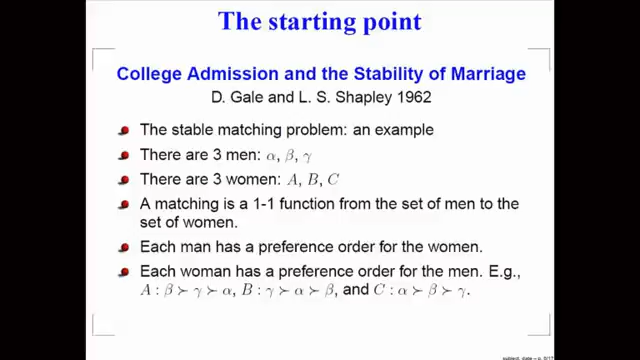 The starting point
College Admission and the Stability of Marriage
D. Gale and L. S. Shapley 1962
The stable matching problem: an example
There are 3 men: α, β, γ
There are 3 women: A, B, C
A matching is a 1-1 function from the set of men to the
set of women.
Each man has a preference order for the women.
Each woman has a preference order for the men. E.g.,
A : β ≻ γ ≻ α, B : γ ≻ α ≻ β, and C : α ≻ β ≻ γ.